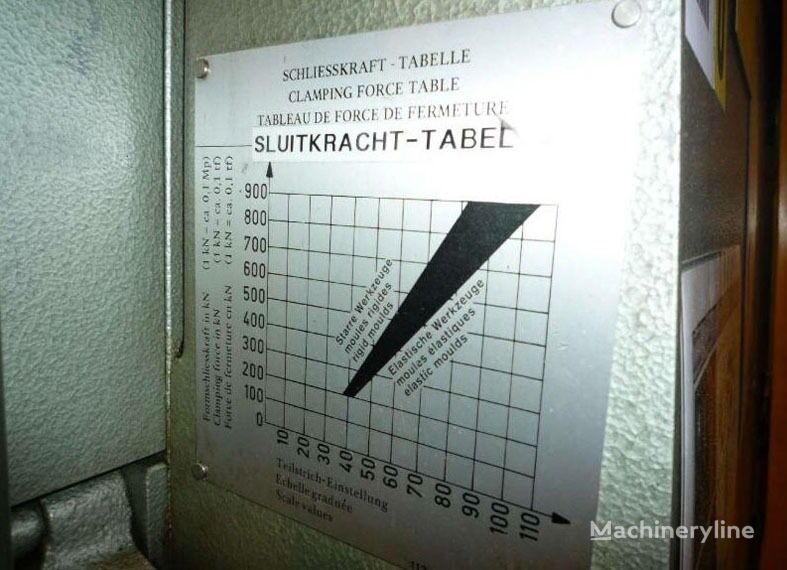 SCHLIESSKRAFT - TABELLE
CLAMPING FORCE TABLE
TABLEAU DE FORCE DE FERMETURE
SLUITKRACHT-TABEL
Formschliesskraft in kN (1 kN = ca. 0,1 Mp)
Clamping force in kN (1 kN = ca. 0,1 tf)
Force de fermeture en kN (1 kN = ca. 0,1 tf)
900
800
700
600
500
400
300
200
100
0
Starre Werkzeuge
moules rigides
rigid moulds
Elastische Werkzeuge
moules élastiques
elastic moulds
10 20 30 40 50 60 70 80 90 100 110
Teilstrich-Einstellung
Echelle graduée
Scale values
Machineryline